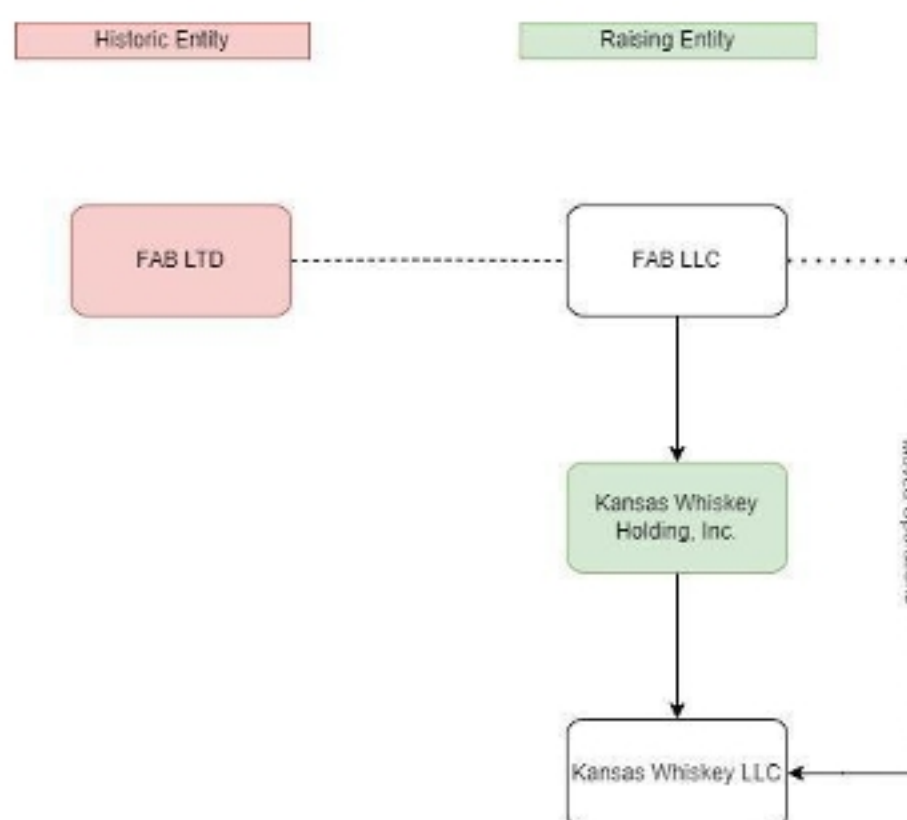 Historic Entity
Raising Entity
FAB LTD
FAB LLC
Kansas Whiskey
Holding, Inc.
Kansas Whiskey LLC